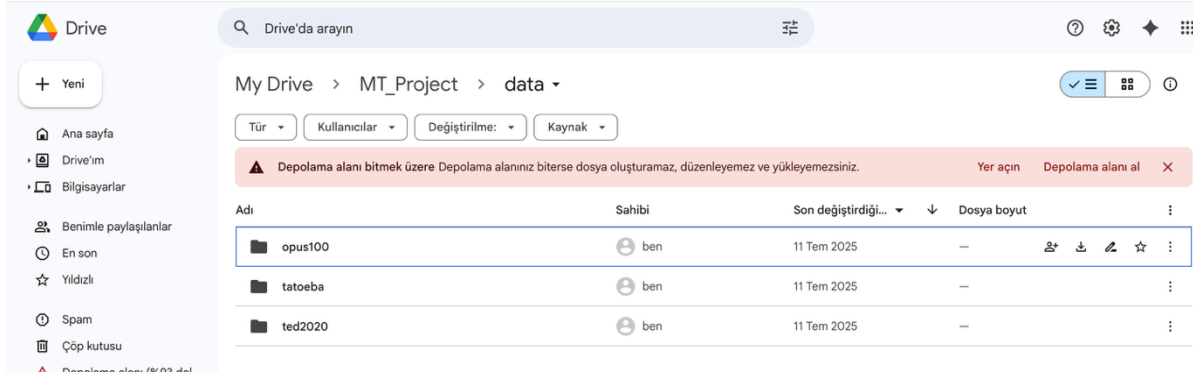 Drive
Drive'da arayın
Yeni
My Drive > MT_Project > data
Ana sayfa
Drive'ım
Bilgisayarlar
Benimle paylaşılanlar
En son
Yıldızlı
Spam
Çöp kutusu
Depolama alanı (%93
Tür
Kullanıcılar
Değiştirilme:
Kaynak
Depolama alanı bitmek üzere Depolama alanınız biterse dosya oluşturamaz, düzenleyemez ve yükleyemezsiniz.
Yer açın
Depolama alanı al
Adı Sahibi Son değiştirdiği... Dosya boyut
opus100 ben 11 Tem 2025 —
tatoeba ben 11 Tem 2025 —
ted2020 ben 11 Tem 2025 —